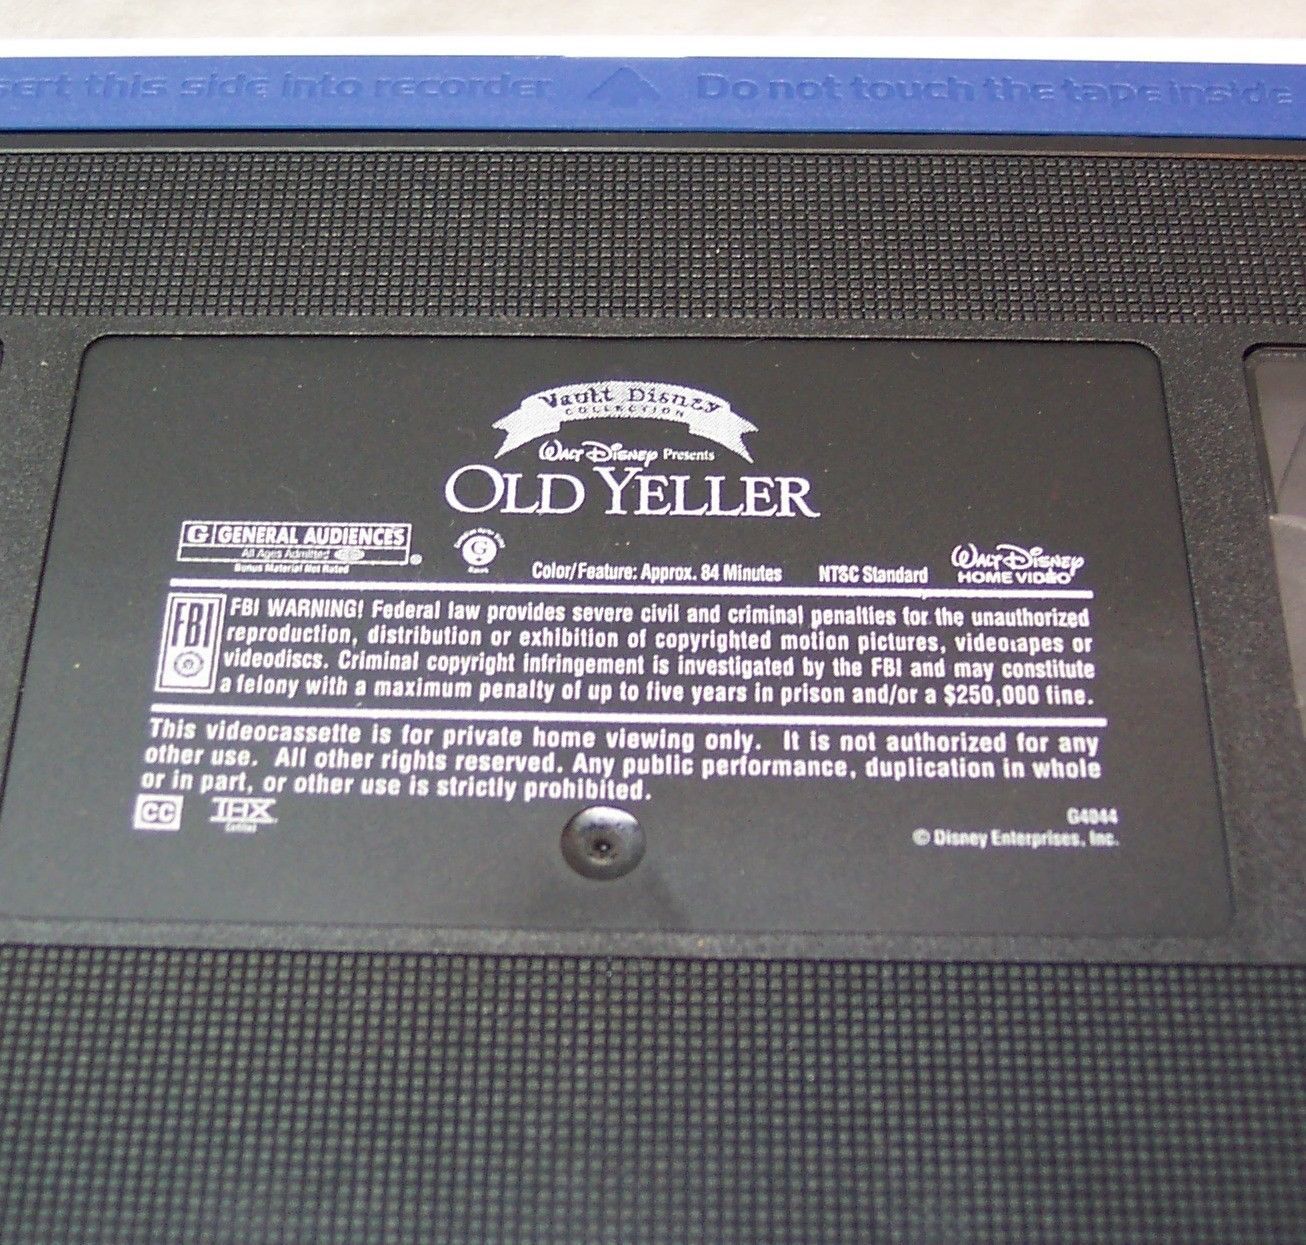 this side into recorder Do not touch the tape inside
Vault Disney
COLLECTION
Walt Disney Presents
OLD YELLER
G GENERAL AUDIENCES
All Ages Admitted
Bonus Material Not Rated
G
Color/Feature: Approx. 84 Minutes NTSC Standard
WALT DISNEY
HOME VIDEO
FBI
FBI WARNING! Federal law provides severe civil and criminal penalties for the unauthorized
reproduction, distribution or exhibition of copyrighted motion pictures, videotapes or
videodiscs. Criminal copyright infringement is investigated by the FBI and may constitute
a felony with a maximum penalty of up to five years in prison and/or a $250,000 fine.
This videocassette is for private home viewing only. It is not authorized for any
other use. All other rights reserved. Any public performance, duplication in whole
or in part, or other use is strictly prohibited.
CC THX
Certified
G4044
© Disney Enterprises, Inc.